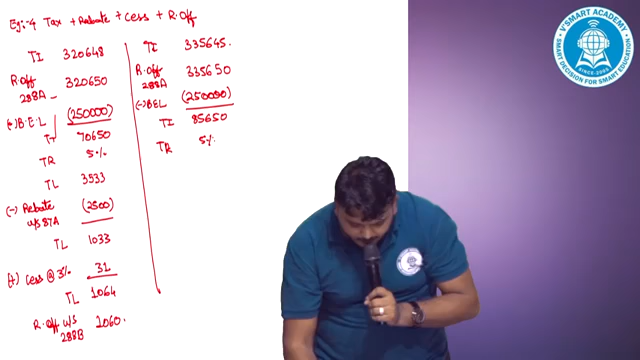 Eg:-4 Tax + Rebate + Cess + R.Off
TI 320648
R.Off 288A 320650
(-) B.E.L (250000)
TI 70650
TR 5%
TL 3533
(-) Rebate u/s 87A (2500)
TL 1033
(+) Cess @ 3% 31
TL 1064
R.Off u/s 288B 1060.
TI 335645.
R.Off 288A 335650
(-) B.E.L (250000)
TI 85650
TR 5%
V'SMART ACADEMY
SINCE-2008
SMART DECISION FOR SMART EDUCATION